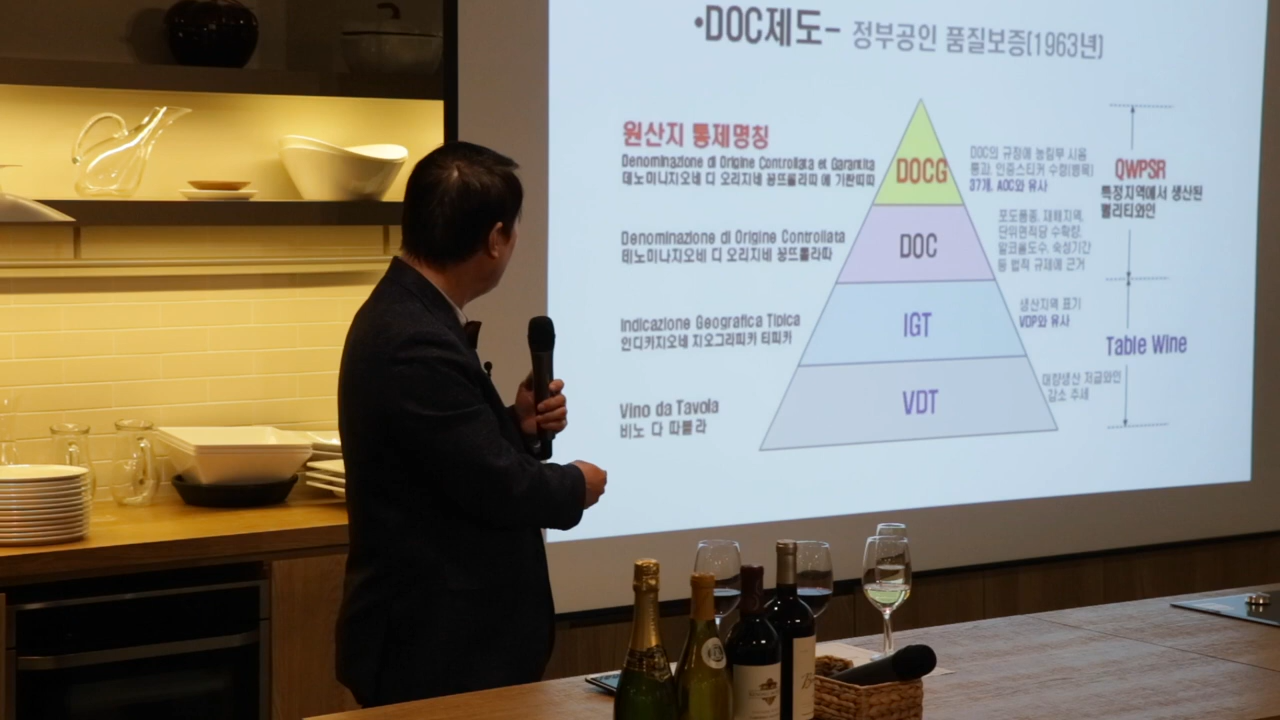 •DOC제도- 정부공인 품질보증(1963년)
원산지 통제명칭
Denominazione di Origine Controllata et Garantita
데노미나지오네 디 오리지네 꽁뜨롤라따 에 가란띠따
DOCG
DOC의 규정에 농림부 시음
통과, 인증스티커 수정(병목)
37개, AOC와 유사
QWPSR
특정지역에서 생산된
퀄리티와인
Denominazione di Origine Controllata
데노미나지오네 디 오리지네 꽁뜨롤라따
DOC
포도품종, 재배지역,
단위면적당 수확량,
알코올도수, 숙성기간
등 법적 규제에 근거
Indicazione Geografica Tipica
인디카지오네 지오그라피카 티피카
IGT
생산지역 표기
VDP와 유사
Table Wine
Vino da Tavola
비노 다 따볼라
VDT
대량생산 저급와인
감소 추세